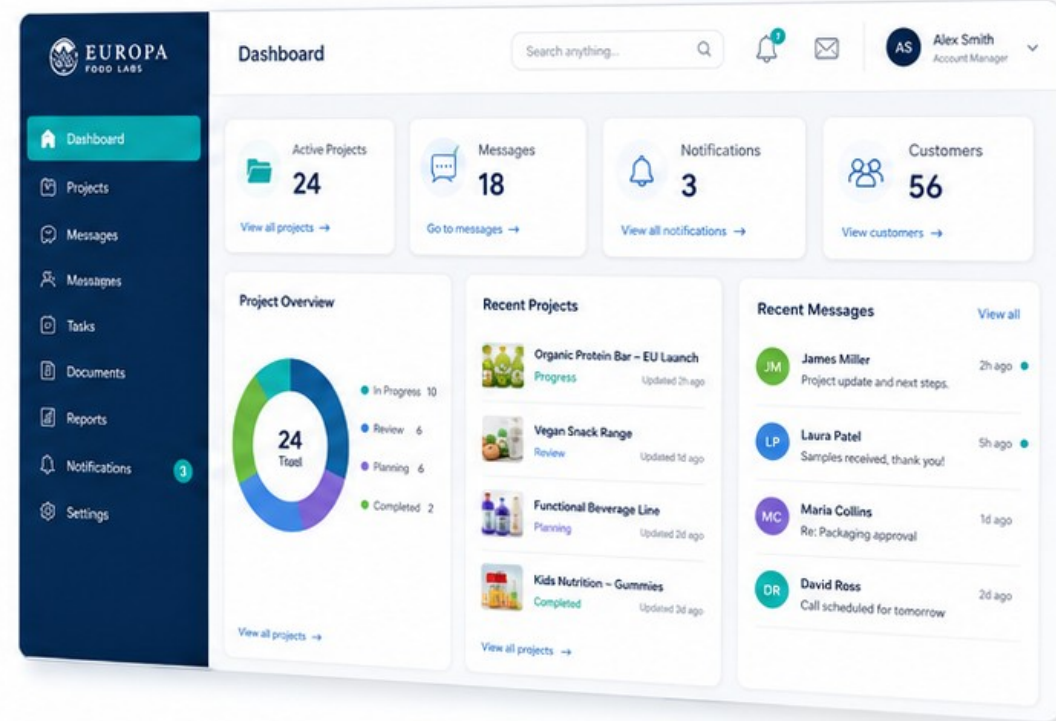 EUROPA
FOOD LABS
Dashboard
Search anything...
AS
Alex Smith
Account Manager
Dashboard
Projects
Messages
Messagnes
Tasks
Documents
Reports
Notifications
3
Settings
Active Projects
24
View all projects →
Messages
18
Go to messages →
Notifications
3
View all notifications →
Customers
56
View customers →
Project Overview
24
In Progress 10
Review 6
Planning 6
Completed 2
View all projects →
Recent Projects
Organic Protein Bar – EU Launch
Progress
Updated 2h ago
Vegan Snack Range
Review
Updated 1d ago
Functional Beverage Line
Planning
Updated 2d ago
Kids Nutrition – Gummies
Completed
Updated 3d ago
View all projects →
Recent Messages
View all
JM
James Miller
2h ago
Project update and next steps.
LP
Laura Patel
5h ago
Samples received, thank you!
MC
Maria Collins
1d ago
Re: Packaging approval
DR
David Ross
2d ago
Call scheduled for tomorrow